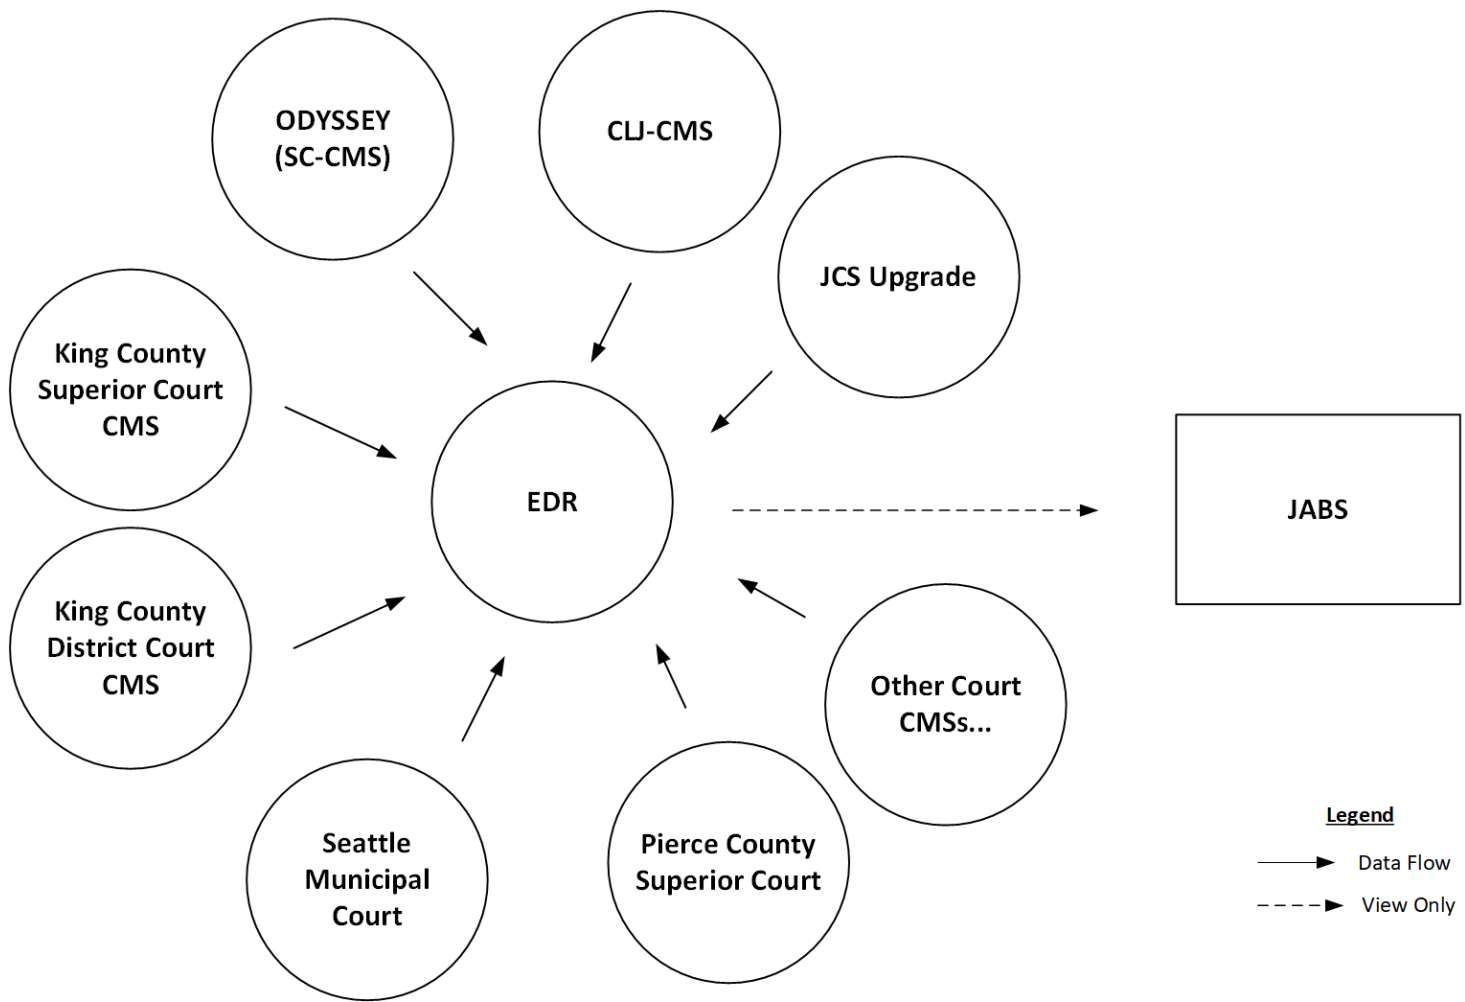 ODYSSEY
(SC-CMS)
CLJ-CMS
JCS Upgrade
King County
Superior Court
CMS
EDR
JABS
King County
District Court
CMS
Other Court
CMSs...
Seattle
Municipal
Court
Pierce County
Superior Court
Legend
Data Flow
View Only